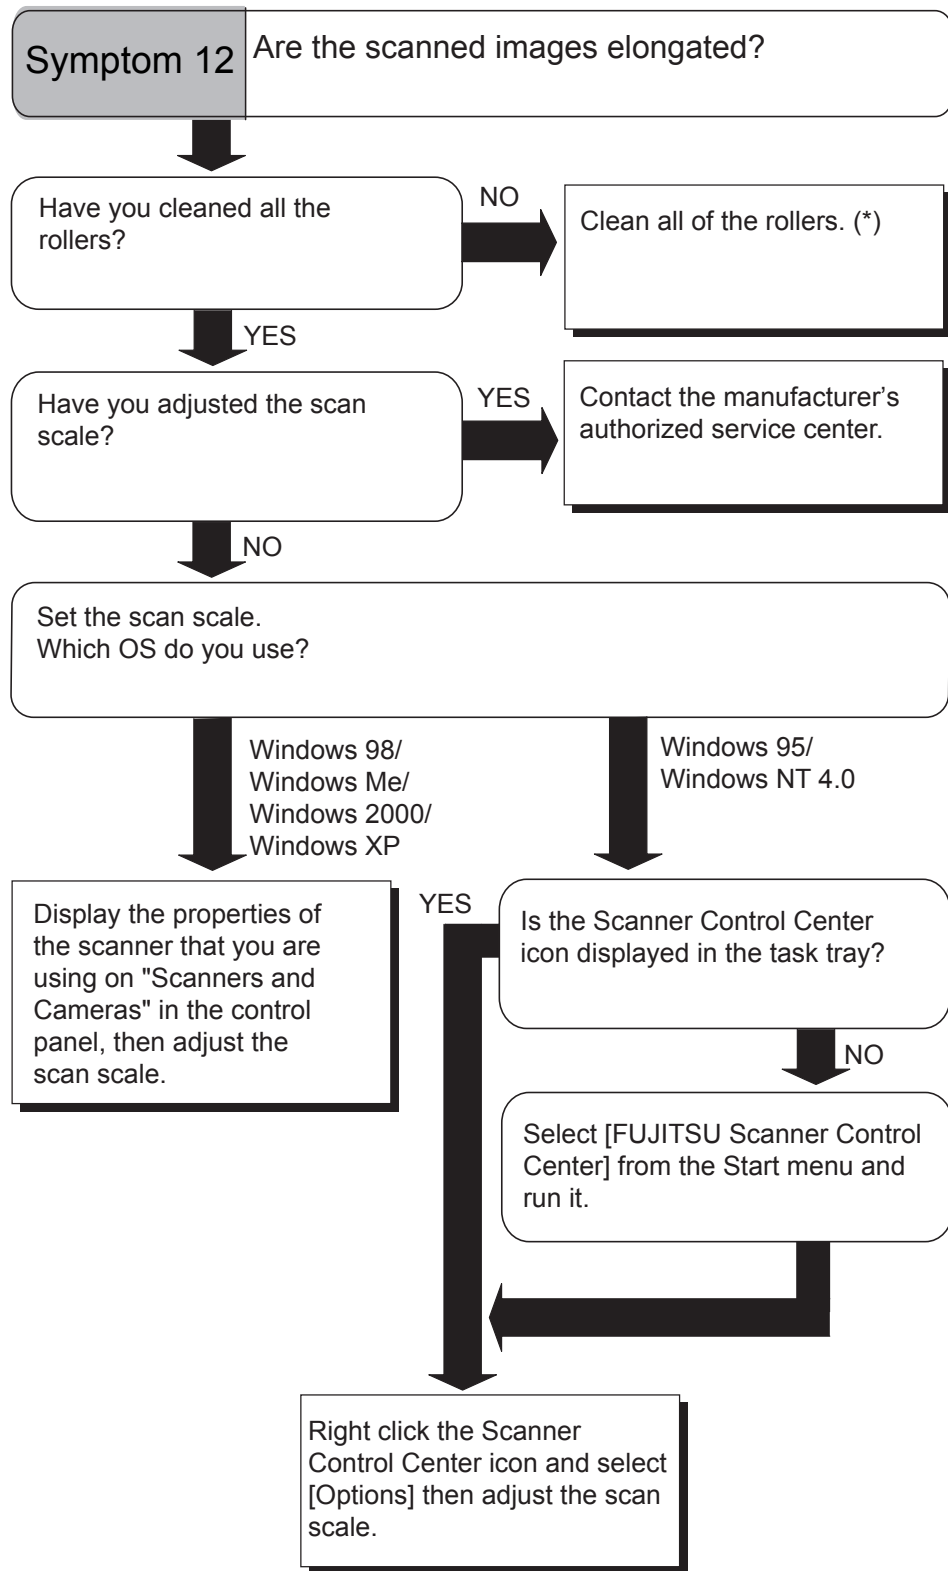 Symptom 12
Are the scanned images elongated?
Have you cleaned all the
rollers?
NO
Clean all of the rollers. (*)
YES
Have you adjusted the scan
scale?
YES
Contact the manufacturer's
authorized service center.
NO
Set the scan scale.
Which OS do you use?
Windows 98/
Windows Me/
Windows 2000/
Windows XP
Windows 95/
Windows NT 4.0
Display the properties of
the scanner that you are
using on "Scanners and
Cameras" in the control
panel, then adjust the
scan scale.
YES
Is the Scanner Control Center
icon displayed in the task tray?
NO
Select [FUJITSU Scanner Control
Center] from the Start menu and
run it.
Right click the Scanner
Control Center icon and select
[Options] then adjust the scan
scale.